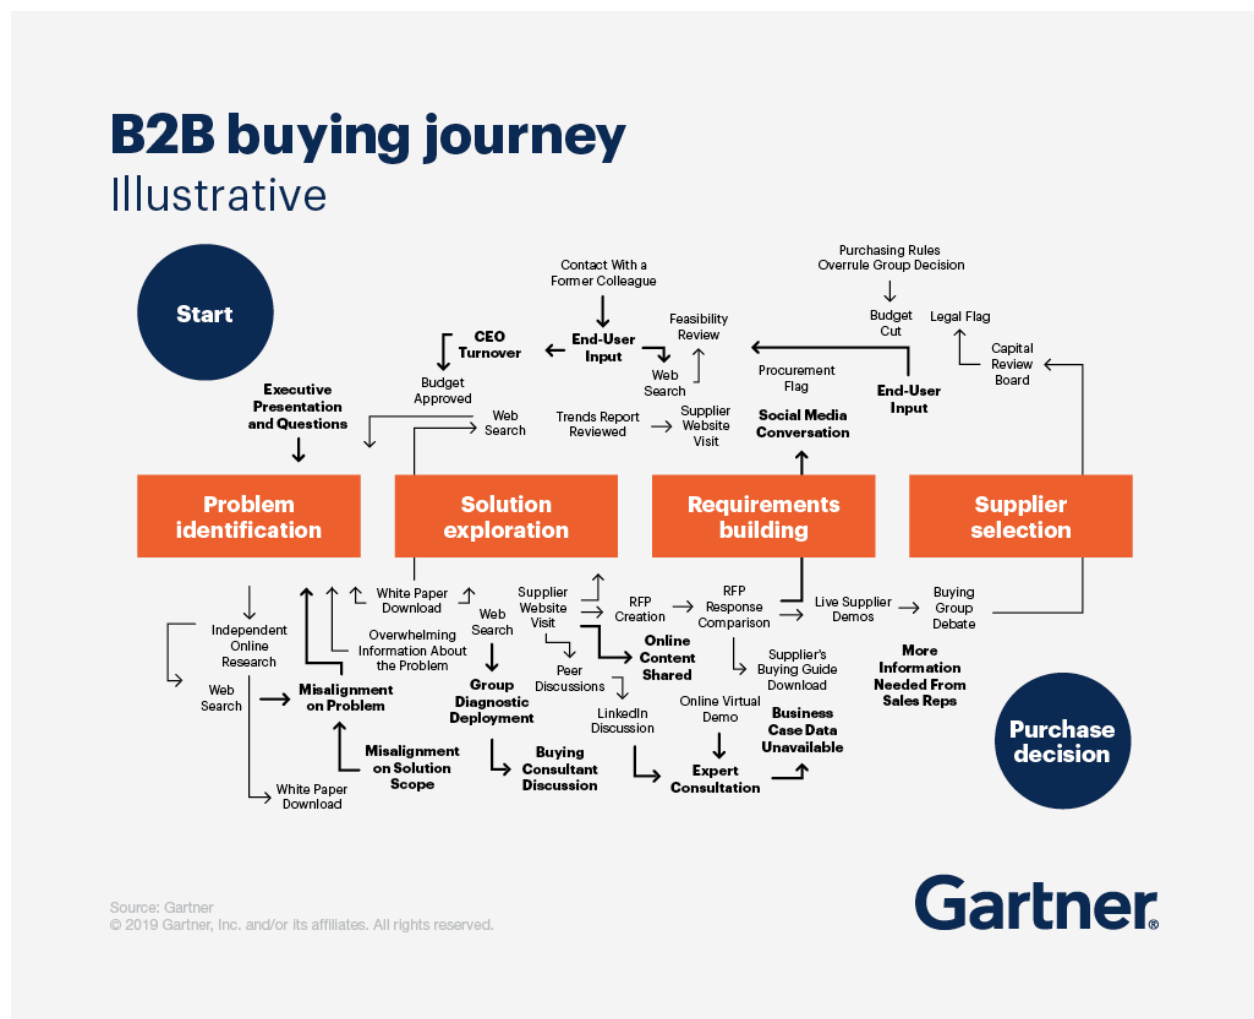 B2B buying journey
Illustrative
Start
Purchasing Rules
Overrule Group Decision
Contact With a
Former Colleague
Feasibility
Review
Budget
Cut
Legal Flag
CEO
Turnover
End-User
Input
Capital
Review
Board
Web
Search
Procurement
Flag
Budget
Approved
End-User
Input
Executive
Presentation
and Questions
Web
Search
Trends Report
Reviewed
Supplier
Website
Visit
Social Media
Conversation
Problem
identification
Solution
exploration
Requirements
building
Supplier
selection
White Paper
Download
Supplier
Website
Visit
RFP
Creation
RFP
Response
Comparison
Live Supplier
Demos
Buying
Group
Debate
Independent
Online
Research
Overwhelming
Information About
the Problem
Web
Search
Online
Content
Shared
Supplier's
Buying Guide
Download
More
Information
Needed From
Sales Reps
Web
Search
Misalignment
on Problem
Group
Diagnostic
Deployment
Peer
Discussions
LinkedIn
Discussion
Online Virtual
Demo
Business
Case Data
Unavailable
Purchase
decision
Misalignment
on Solution
Scope
Buying
Consultant
Discussion
Expert
Consultation
White Paper
Download
Source: Gartner
© 2019 Gartner, Inc. and/or its affiliates. All rights reserved.
Gartner®